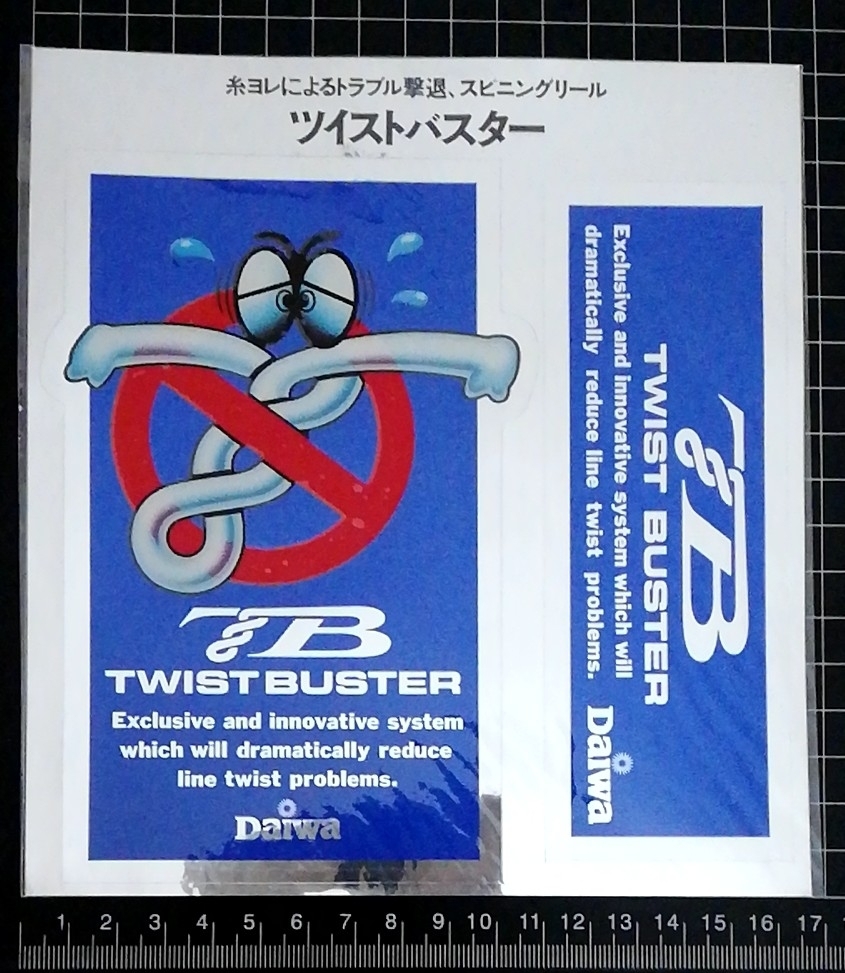 糸ヨレによるトラブル撃退、スピニングリール
ツイストバスター
TB
TWIST BUSTER
Exclusive and innovative system
which will dramatically reduce
line twist problems.
Daiwa
TB
TWIST BUSTER
Exclusive and innovative system which will
dramatically reduce line twist problems.
Daiwa
1 2 3 4 5 6 7 8 9 10 11 12 13 14 15 16 17